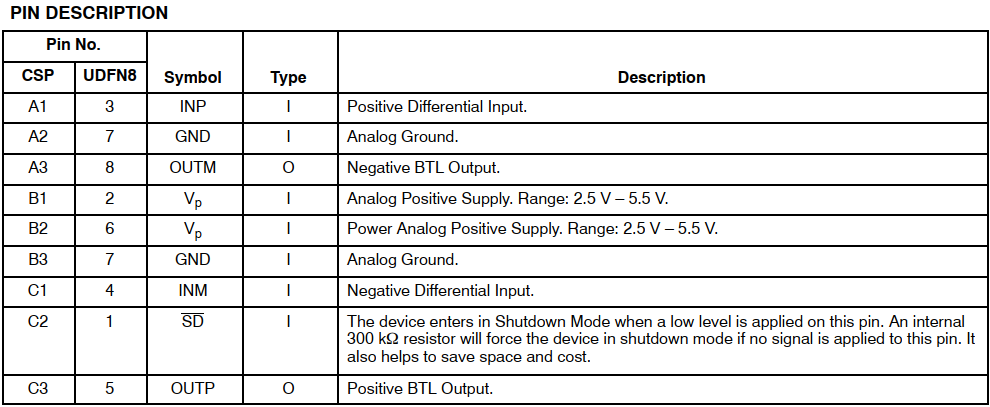 PIN DESCRIPTION
Pin No.
CSP UDFN8 Symbol Type Description
A1 3 INP I Positive Differential Input.
A2 7 GND I Analog Ground.
A3 8 OUTM O Negative BTL Output.
B1 2 Vp I Analog Positive Supply. Range: 2.5 V – 5.5 V.
B2 6 Vp I Power Analog Positive Supply. Range: 2.5 V – 5.5 V.
B3 7 GND I Analog Ground.
C1 4 INM I Negative Differential Input.
C2 1 SD I The device enters in Shutdown Mode when a low level is applied on this pin. An internal
300 kΩ resistor will force the device in shutdown mode if no signal is applied to this pin. It
also helps to save space and cost.
C3 5 OUTP O Positive BTL Output.